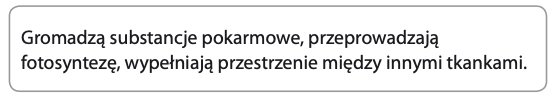 Gromadzą substancje pokarmowe, przeprowadzają
fotosyntezę, wypełniają przestrzenie między innymi tkankami.